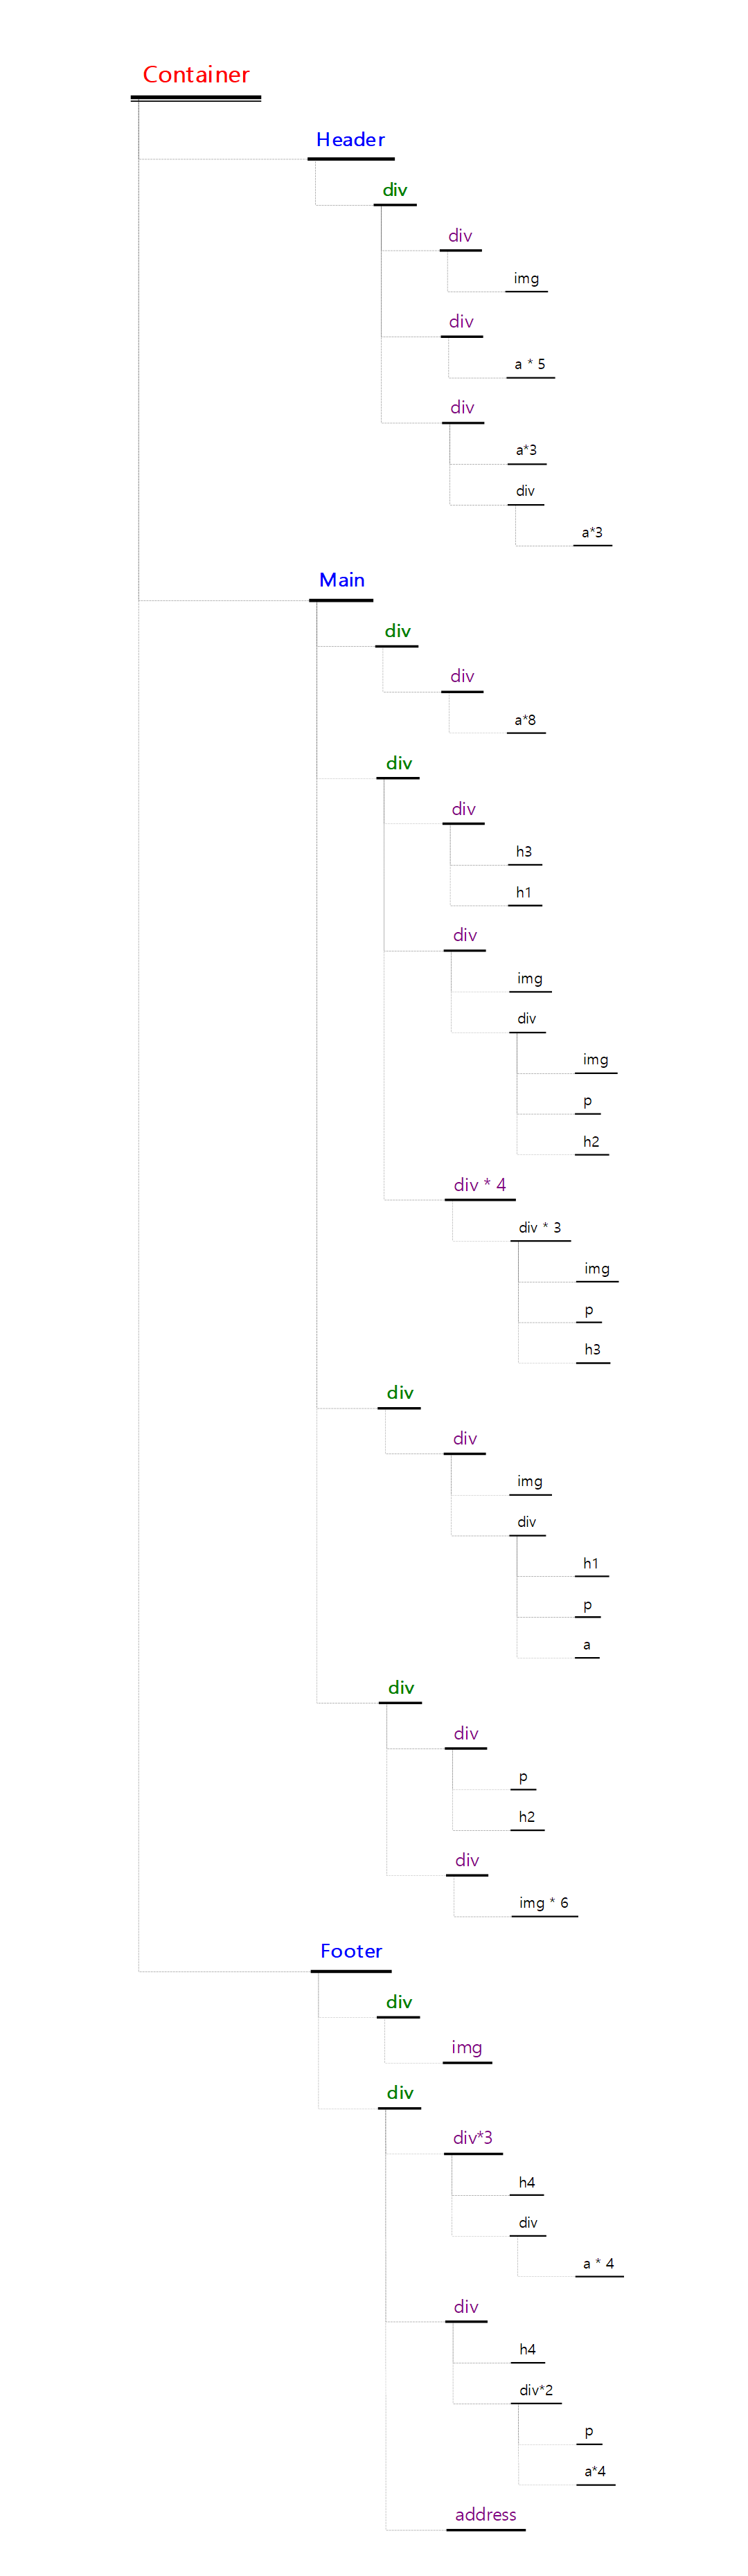 Container
Header
div
div
img
div
a * 5
div
a*3
div
a*3
Main
div
div
a*8
div
div
h3
h1
div
img
div
img
p
h2
div * 4
div * 3
img
p
h3
div
div
img
div
h1
p
a
div
div
p
h2
div
img * 6
Footer
div
img
div
div*3
h4
div
a * 4
div
h4
div*2
p
a*4
address